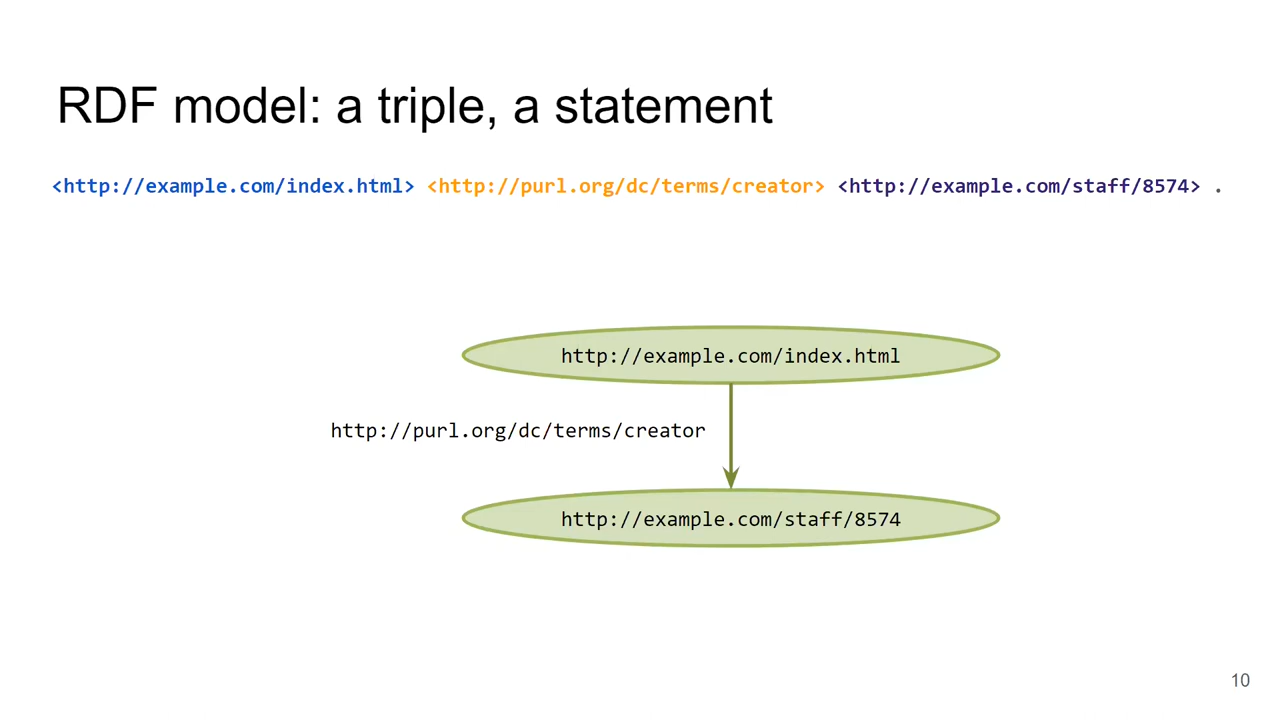 RDF model: a triple, a statement
<http://example.com/index.html> <http://purl.org/dc/terms/creator> <http://example.com/staff/8574> .
http://example.com/index.html
http://purl.org/dc/terms/creator
http://example.com/staff/8574
10